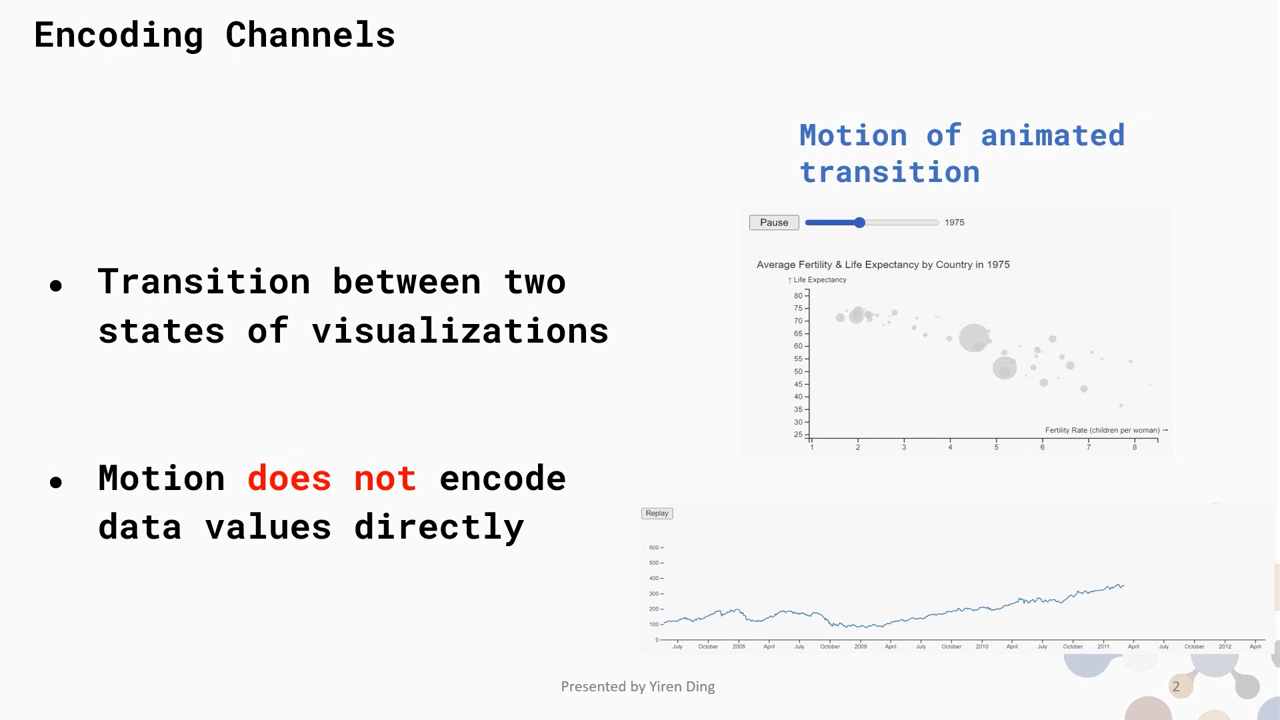 Encoding Channels
Motion of animated
transition
Pause
1975
Average Fertility & Life Expectancy by Country in 1975
↑ Life Expectancy
80
75
70
65
60
55
50
45
40
35
30
25
Fertility Rate (children per woman) →
1 2 3 4 5 6 7 8
● Transition between two
states of visualizations
● Motion does not encode
data values directly
Replay
600
500
400
300
200
100
0
July October 2008 April July October 2009 April July October 2010 April July October 2011 April July October 2012 April
Presented by Yiren Ding
2